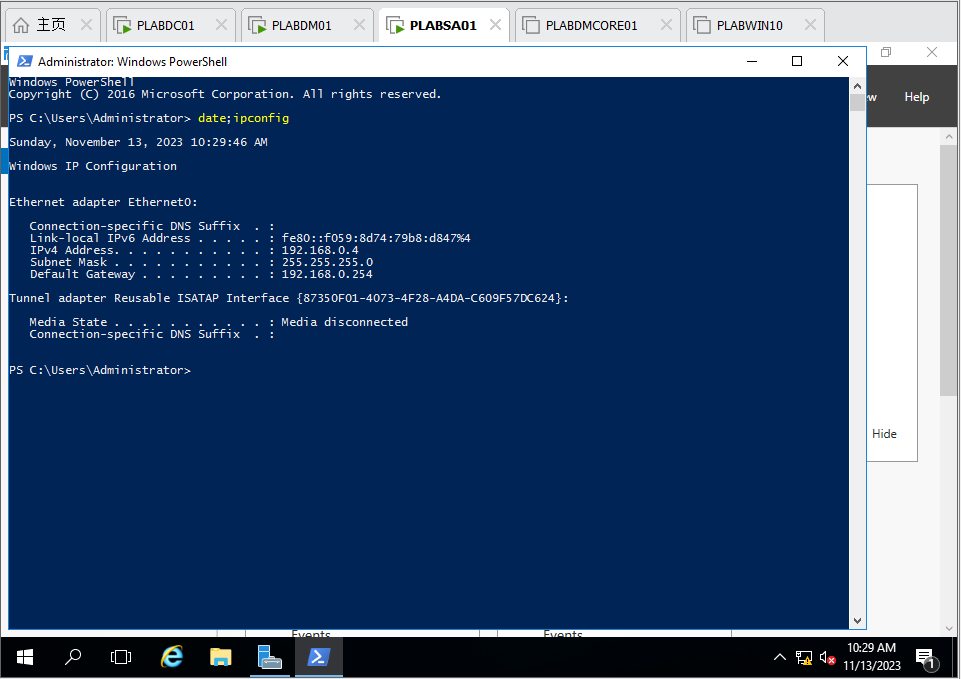 主页 PLABDC01 PLABDM01 PLABSA01 PLABDMCORE01 PLABWIN10
Administrator: Windows PowerShell
Help
Windows PowerShell
Copyright (C) 2016 Microsoft Corporation. All rights reserved.
PS C:\Users\Administrator> date;ipconfig
Sunday, November 13, 2023 10:29:46 AM
Windows IP Configuration
Ethernet adapter Ethernet0:
Connection-specific DNS Suffix  . :
Link-local IPv6 Address . . . . . : fe80::f059:8d74:79b8:d847%4
IPv4 Address. . . . . . . . . . . : 192.168.0.4
Subnet Mask . . . . . . . . . . . : 255.255.255.0
Default Gateway . . . . . . . . . : 192.168.0.254
Tunnel adapter Reusable ISATAP Interface {87350F01-4073-4F28-A4DA-C609F57DC624}:
Media State . . . . . . . . . . . : Media disconnected
Connection-specific DNS Suffix  . :
PS C:\Users\Administrator>
Hide
Events Events
10:29 AM
11/13/2023
1